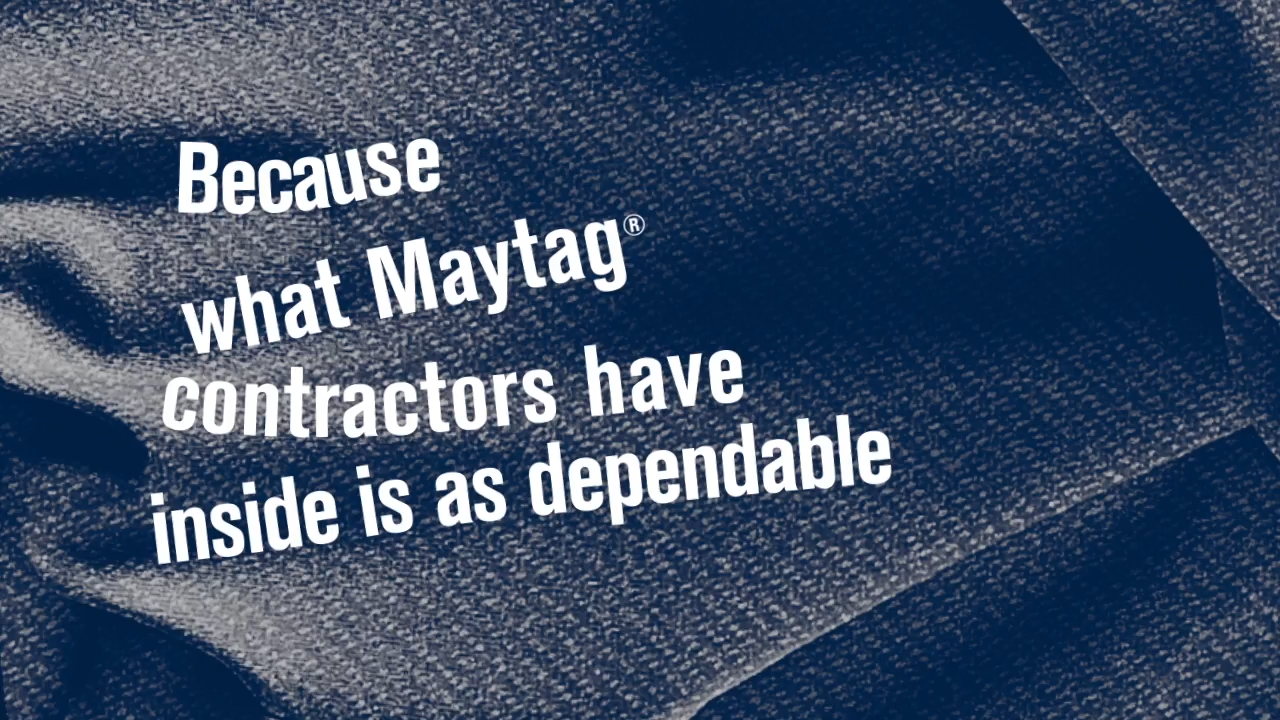 Because
what Maytag®
contractors have
inside is as dependable